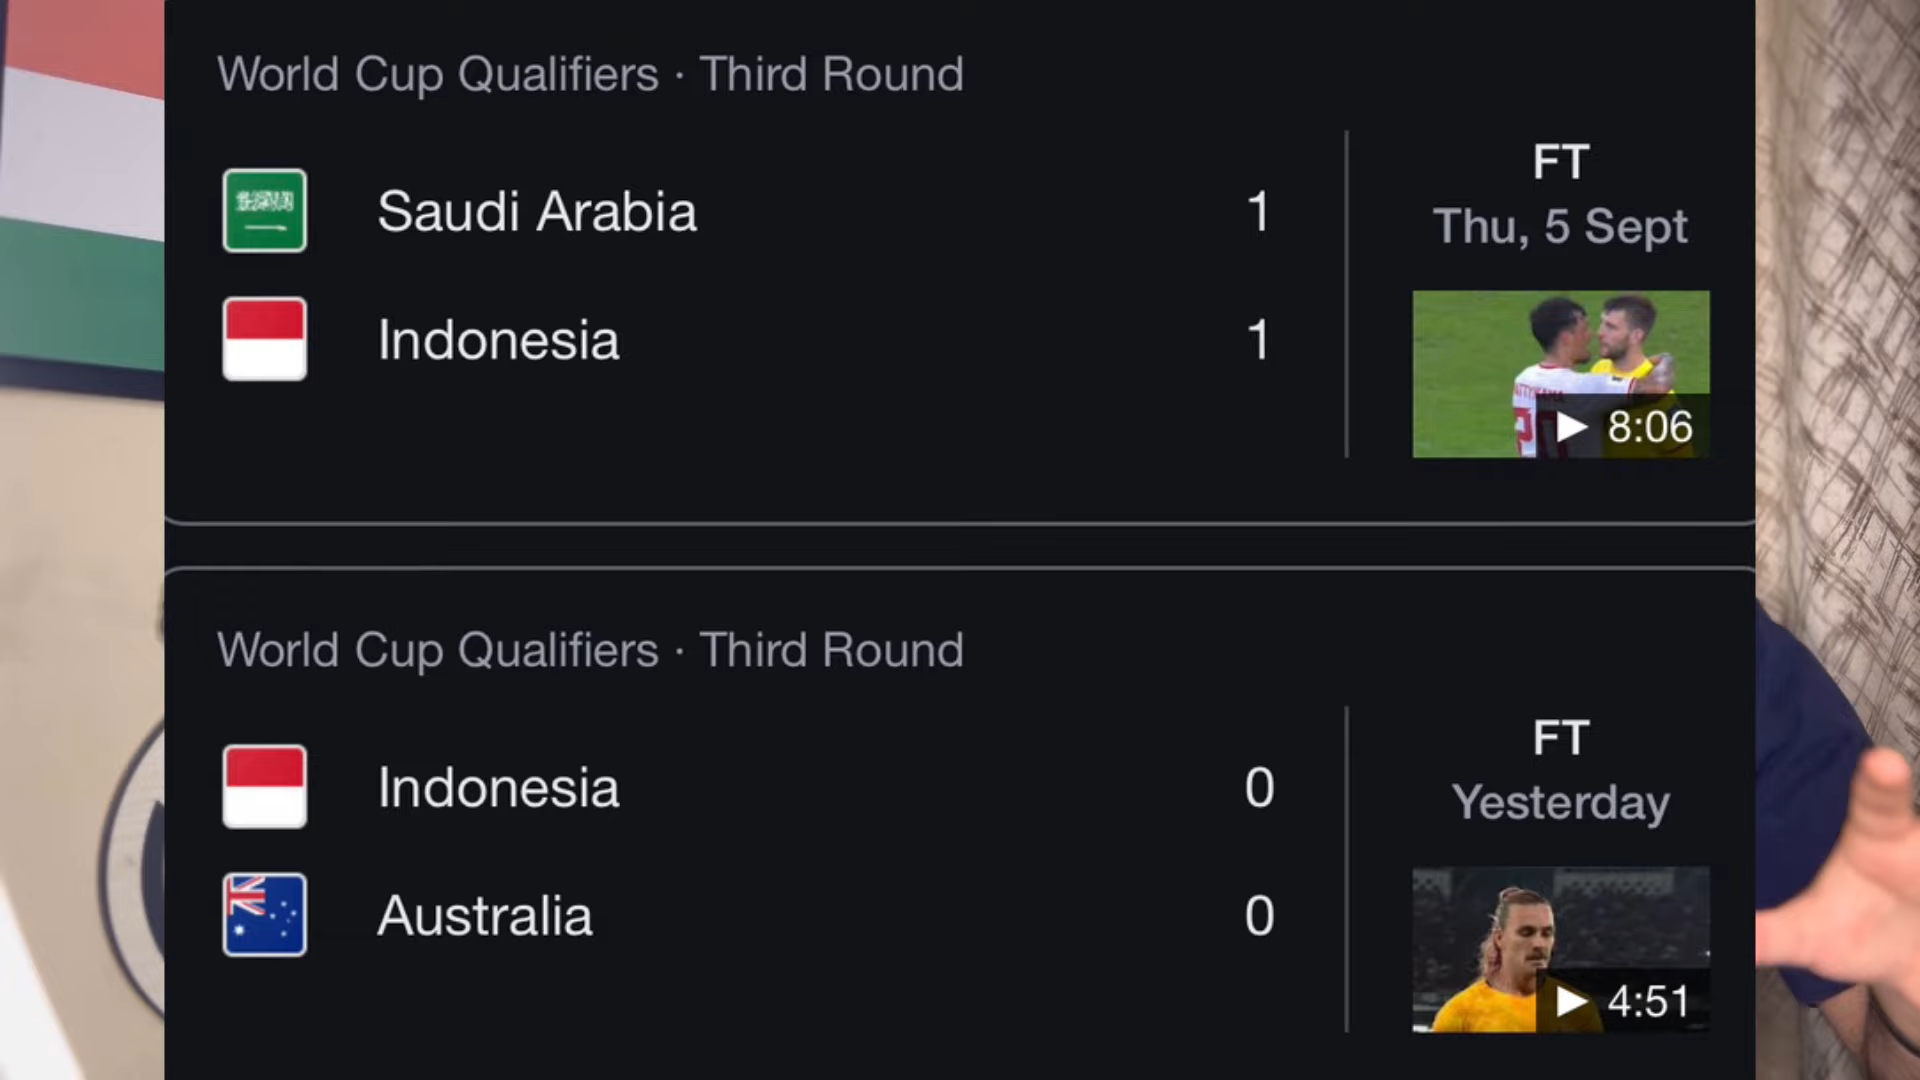 World Cup Qualifiers · Third Round
FT
Saudi Arabia 1
Thu, 5 Sept
Indonesia 1
20
8:06
World Cup Qualifiers · Third Round
FT
Indonesia 0
Yesterday
Australia 0
4:51